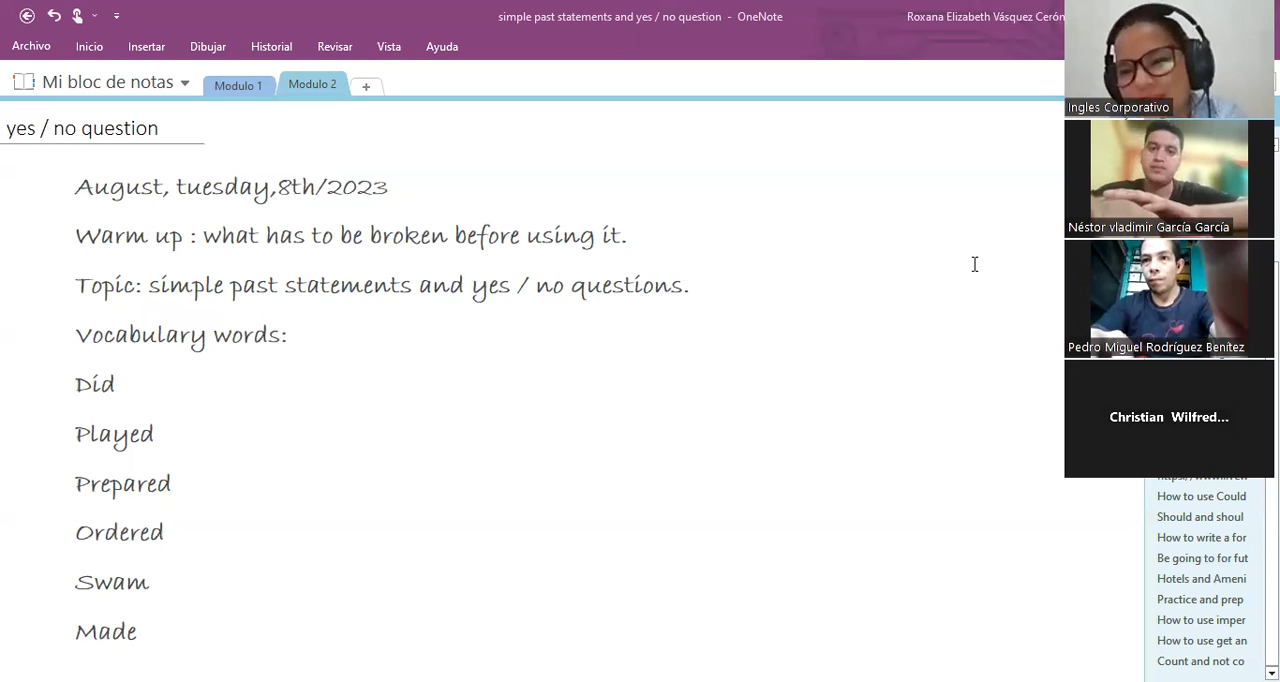 simple past statements and yes / no question - OneNote
Roxana Elizabeth Vásquez Cerón
Archivo Inicio Insertar Dibujar Historial Revisar Vista Ayuda
Mi bloc de notas Modulo 1 Modulo 2 +
yes / no question
August, tuesday,8th/2023
Warm up : what has to be broken before using it.
Topic: simple past statements and yes / no questions.
Vocabulary words:
Did
Played
Prepared
Ordered
Swam
Made
Ingles Corporativo
Néstor vladimir García García
Pedro Miguel Rodríguez Benítez
Christian Wilfred...
How to use Could
Should and shoul
How to write a for
Be going to for fut
Hotels and Ameni
Practice and prep
How to use imper
How to use get an
Count and not co